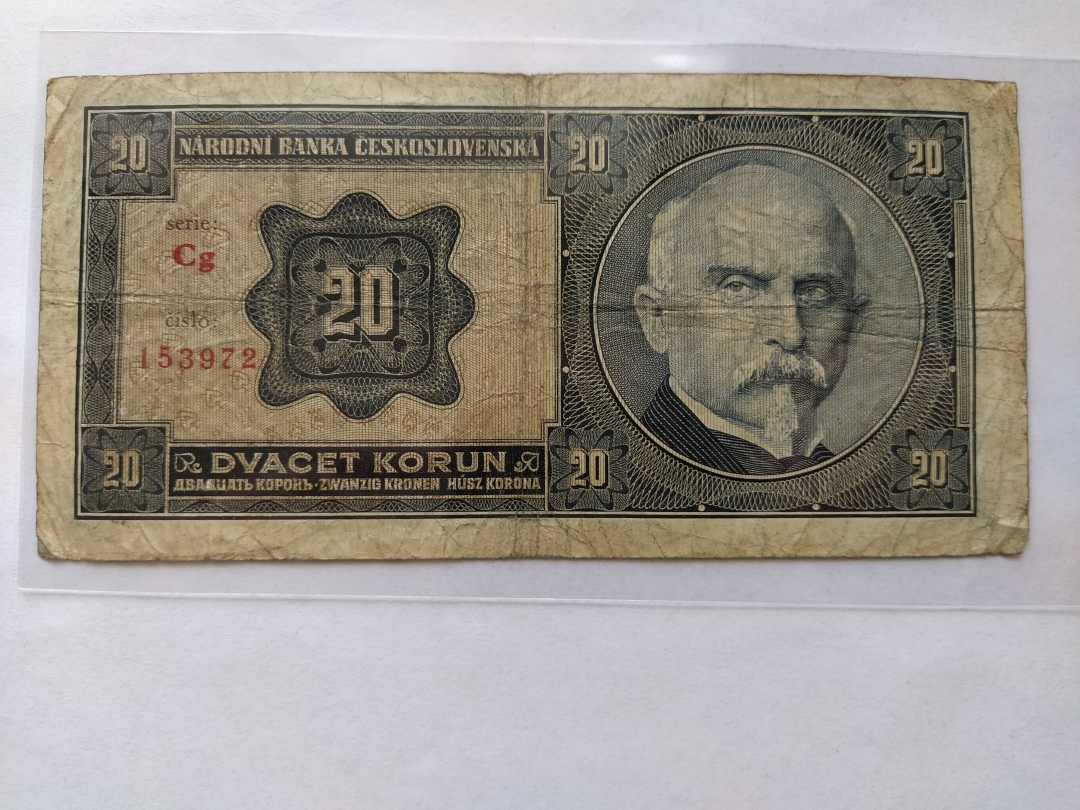 20
NÁRODNÍ BANKA ČESKOSLOVENSKÁ
20
20
serie:
Cg
20
číslo:
153972
20
DVACET KORUN
20
20
ДВАДЦАТЬ КОРОНЪ·ZWANZIG KRONEN HÚSZ KORONA